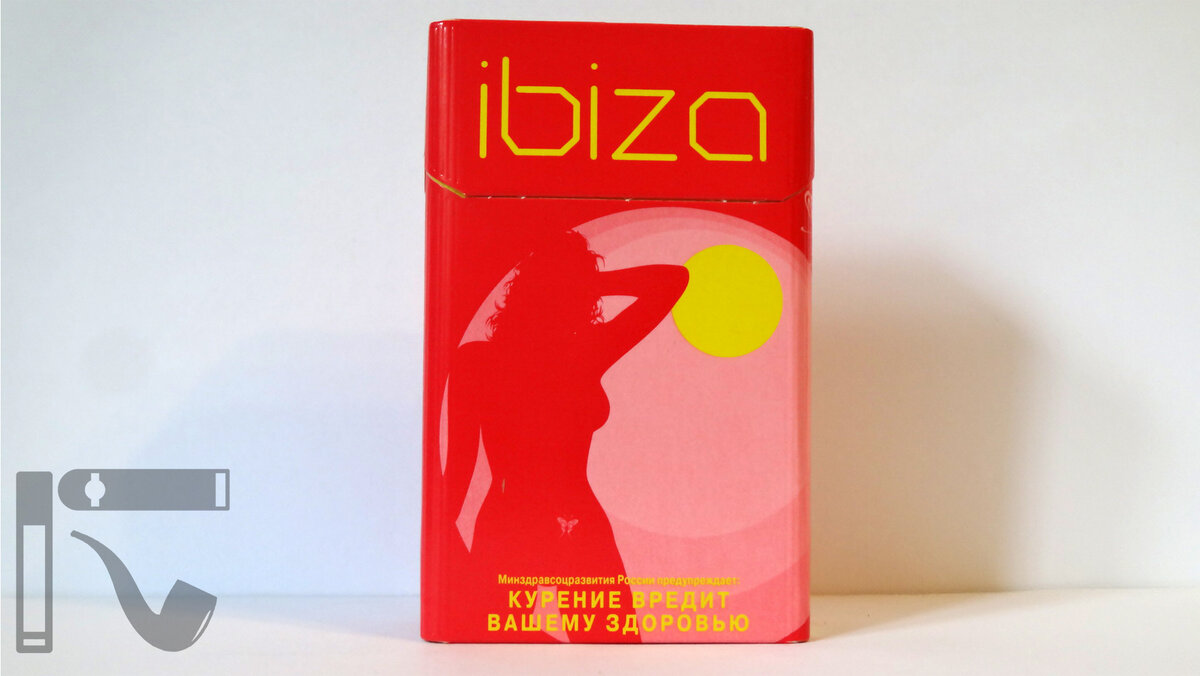 ibiza
Минздравсоцразвития России предупреждает:
КУРЕНИЕ ВРЕДИТ
ВАШЕМУ ЗДОРОВЬЮ